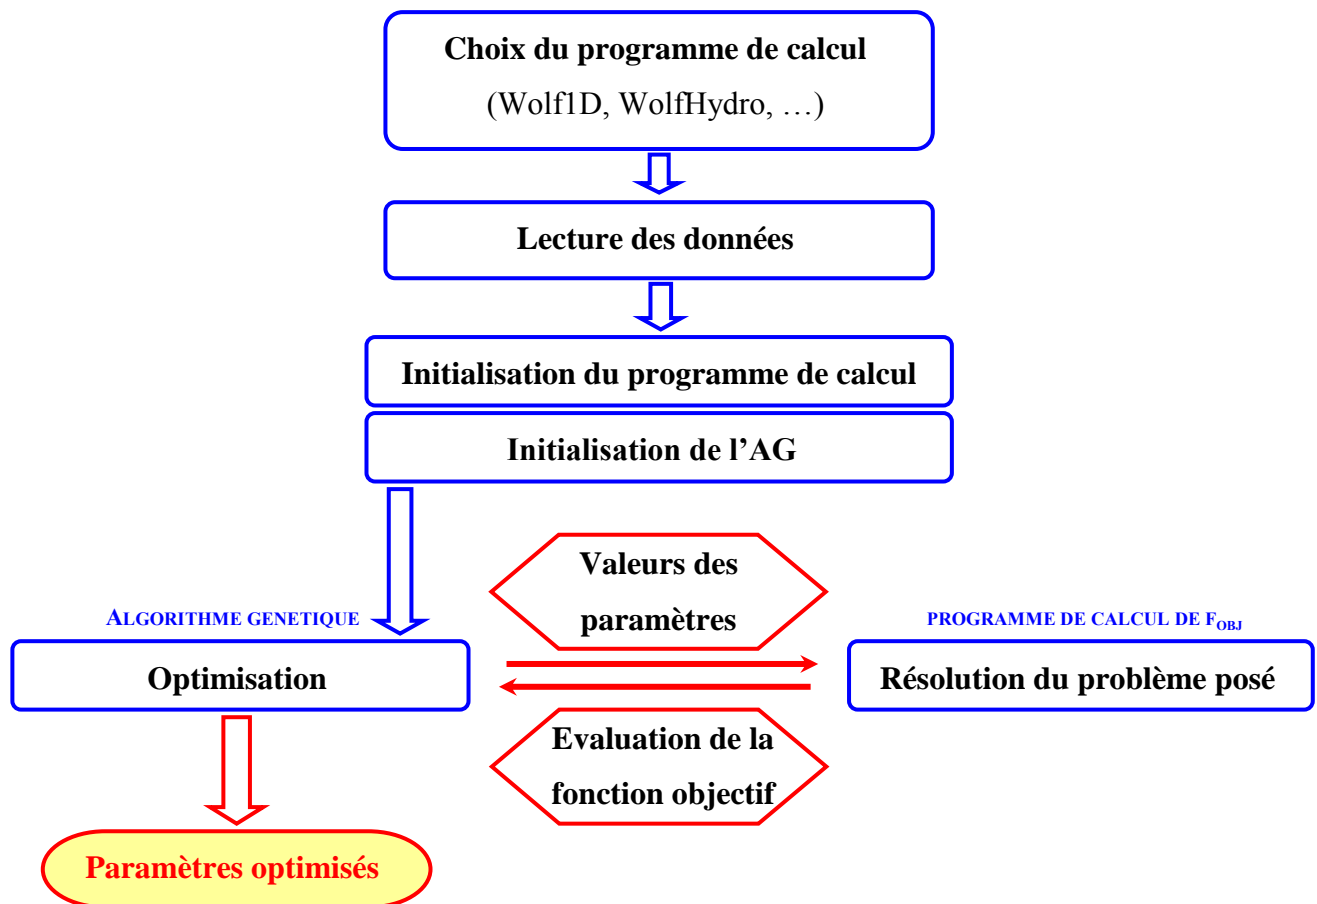 Choix du programme de calcul
(Wolf1D, WolfHydro, …)
Lecture des données
Initialisation du programme de calcul
Initialisation de l’AG
Valeurs des
paramètres
ALGORITHME GENETIQUE
PROGRAMME DE CALCUL DE FOBJ
Optimisation
Résolution du problème posé
Evaluation de la
fonction objectif
Paramètres optimisés